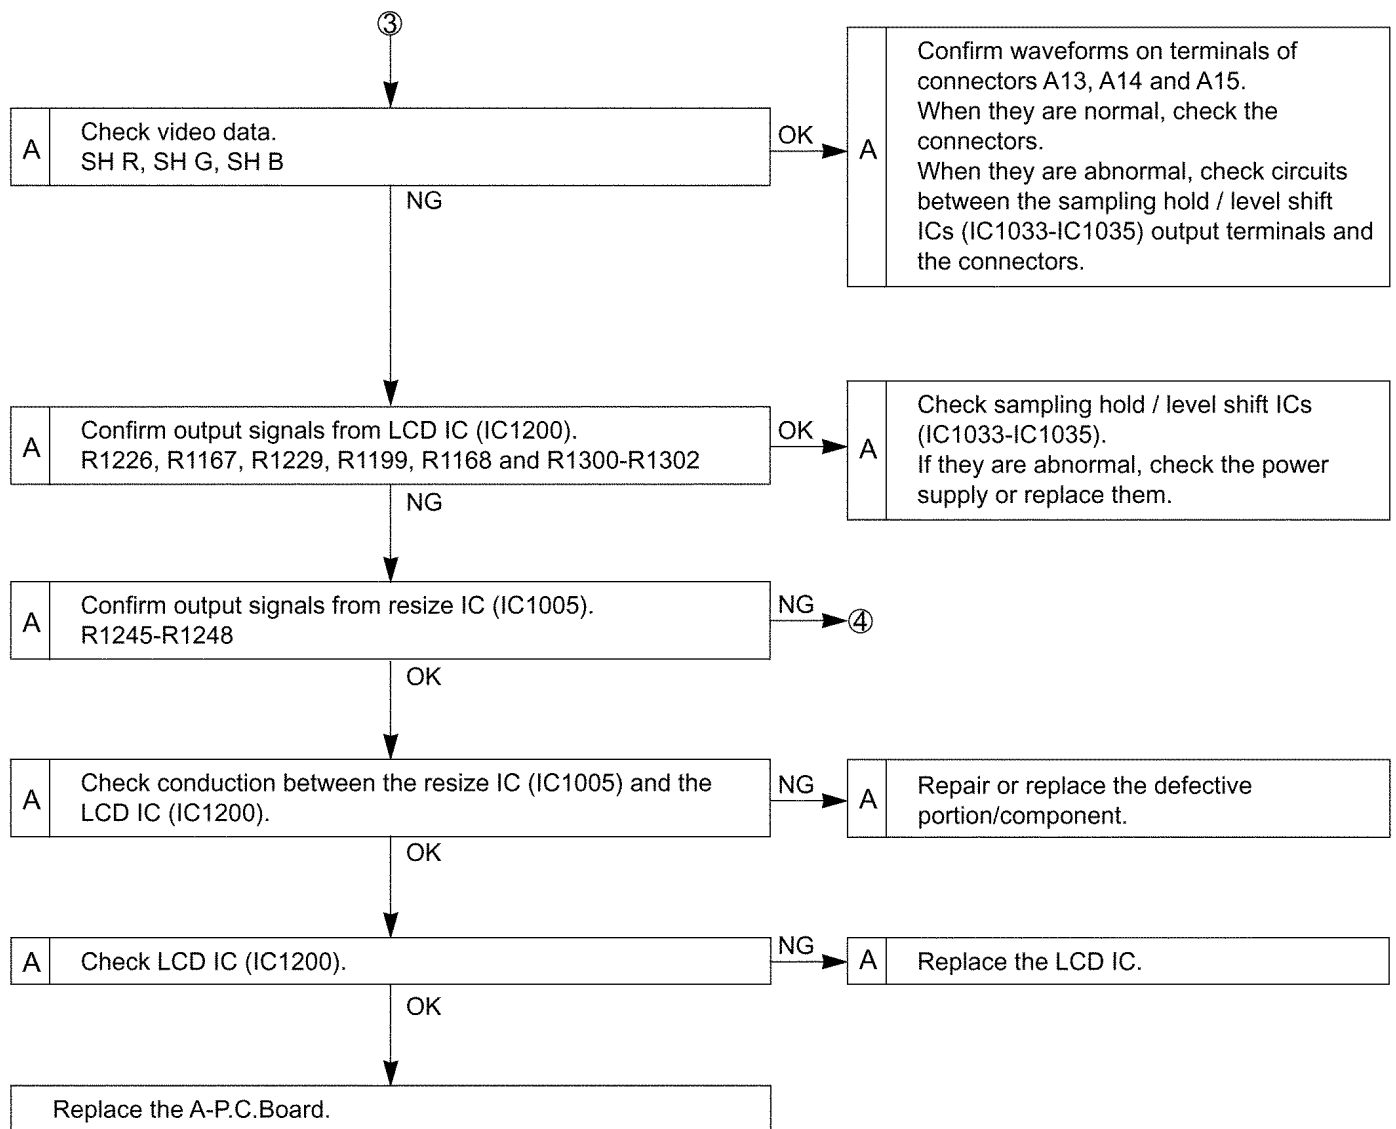 ③
A
Check video data.
SH R, SH G, SH B
OK
NG
A
Confirm waveforms on terminals of
connectors A13, A14 and A15.
When they are normal, check the
connectors.
When they are abnormal, check circuits
between the sampling hold / level shift
ICs (IC1033-IC1035) output terminals and
the connectors.
A
Confirm output signals from LCD IC (IC1200).
R1226, R1167, R1229, R1199, R1168 and R1300-R1302
OK
NG
A
Check sampling hold / level shift ICs
(IC1033-IC1035).
If they are abnormal, check the power
supply or replace them.
A
Confirm output signals from resize IC (IC1005).
R1245-R1248
NG
④
OK
A
Check conduction between the resize IC (IC1005) and the
LCD IC (IC1200).
NG
OK
A
Repair or replace the defective
portion/component.
A
Check LCD IC (IC1200).
NG
OK
A
Replace the LCD IC.
Replace the A-P.C.Board.